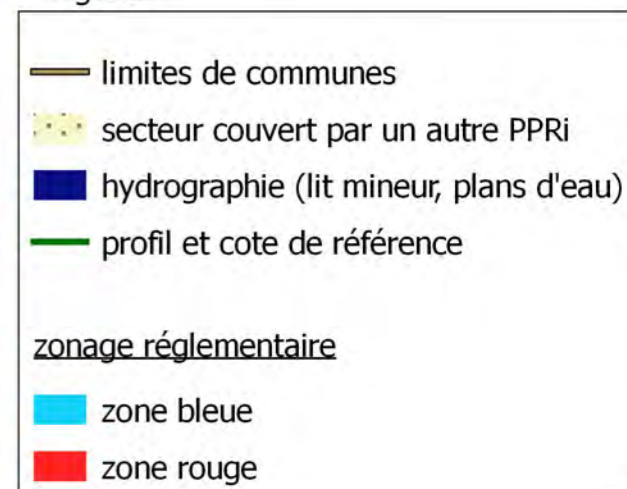 limites de communes
secteur couvert par un autre PPRi
hydrographie (lit mineur, plans d'eau)
profil et cote de référence
zonage réglementaire
zone bleue
zone rouge